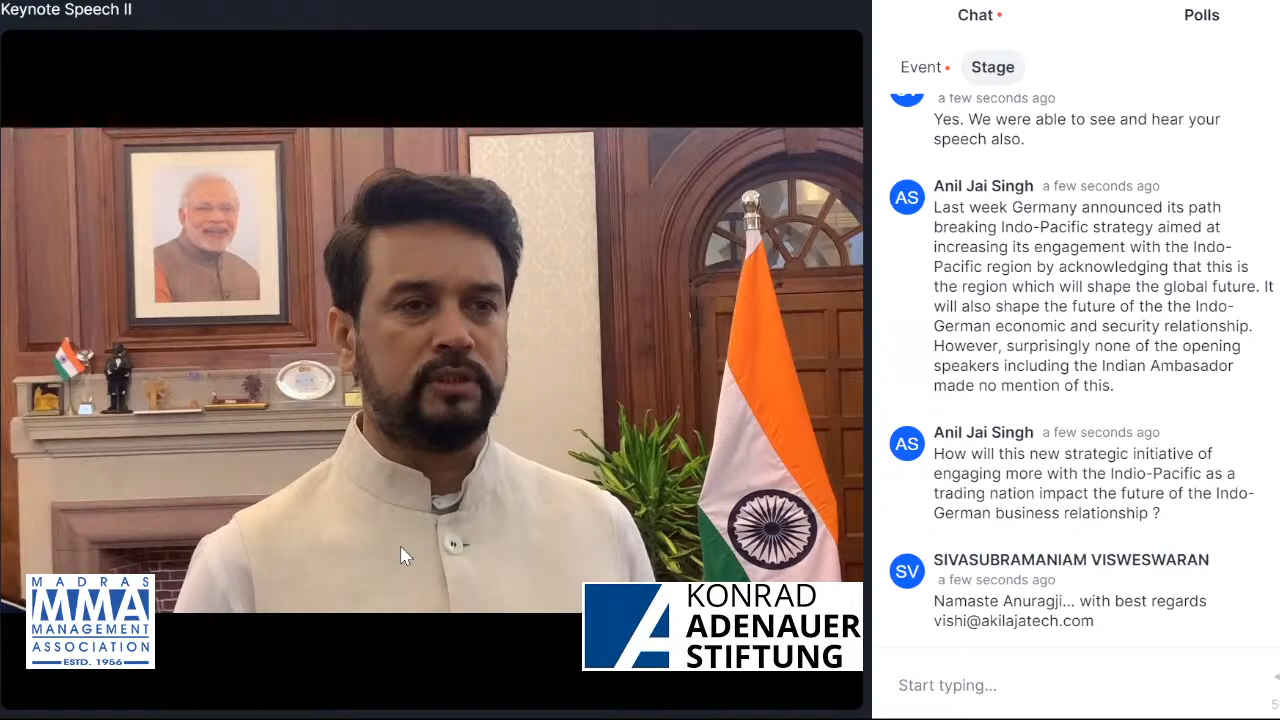 Keynote Speech II
MADRAS
MMA
MANAGEMENT
ASSOCIATION
ESTD. 1956
KONRAD
ADENAUER
STIFTUNG
Chat
Polls
Event
Stage
a few seconds ago
Yes. We were able to see and hear your
speech also.
AS
Anil Jai Singh a few seconds ago
Last week Germany announced its path
breaking Indo-Pacific strategy aimed at
increasing its engagement with the Indo-
Pacific region by acknowledging that this is
the region which will shape the global future. It
will also shape the future of the the Indo-
German economic and security relationship.
However, surprisingly none of the opening
speakers including the Indian Ambasador
made no mention of this.
AS
Anil Jai Singh a few seconds ago
How will this new strategic initiative of
engaging more with the Indio-Pacific as a
trading nation impact the future of the Indo-
German business relationship ?
SV
SIVASUBRAMANIAM VISWESWARAN
a few seconds ago
Namaste Anuragji... with best regards
vishi@akilajatech.com
Start typing...